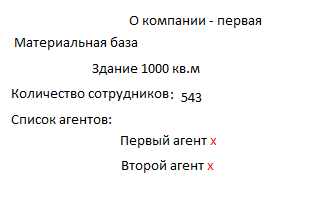 О компании - первая
Материальная база
Здание 1000 кв.м
Количество сотрудников: 543
Список агентов:
Первый агент x
Второй агент x